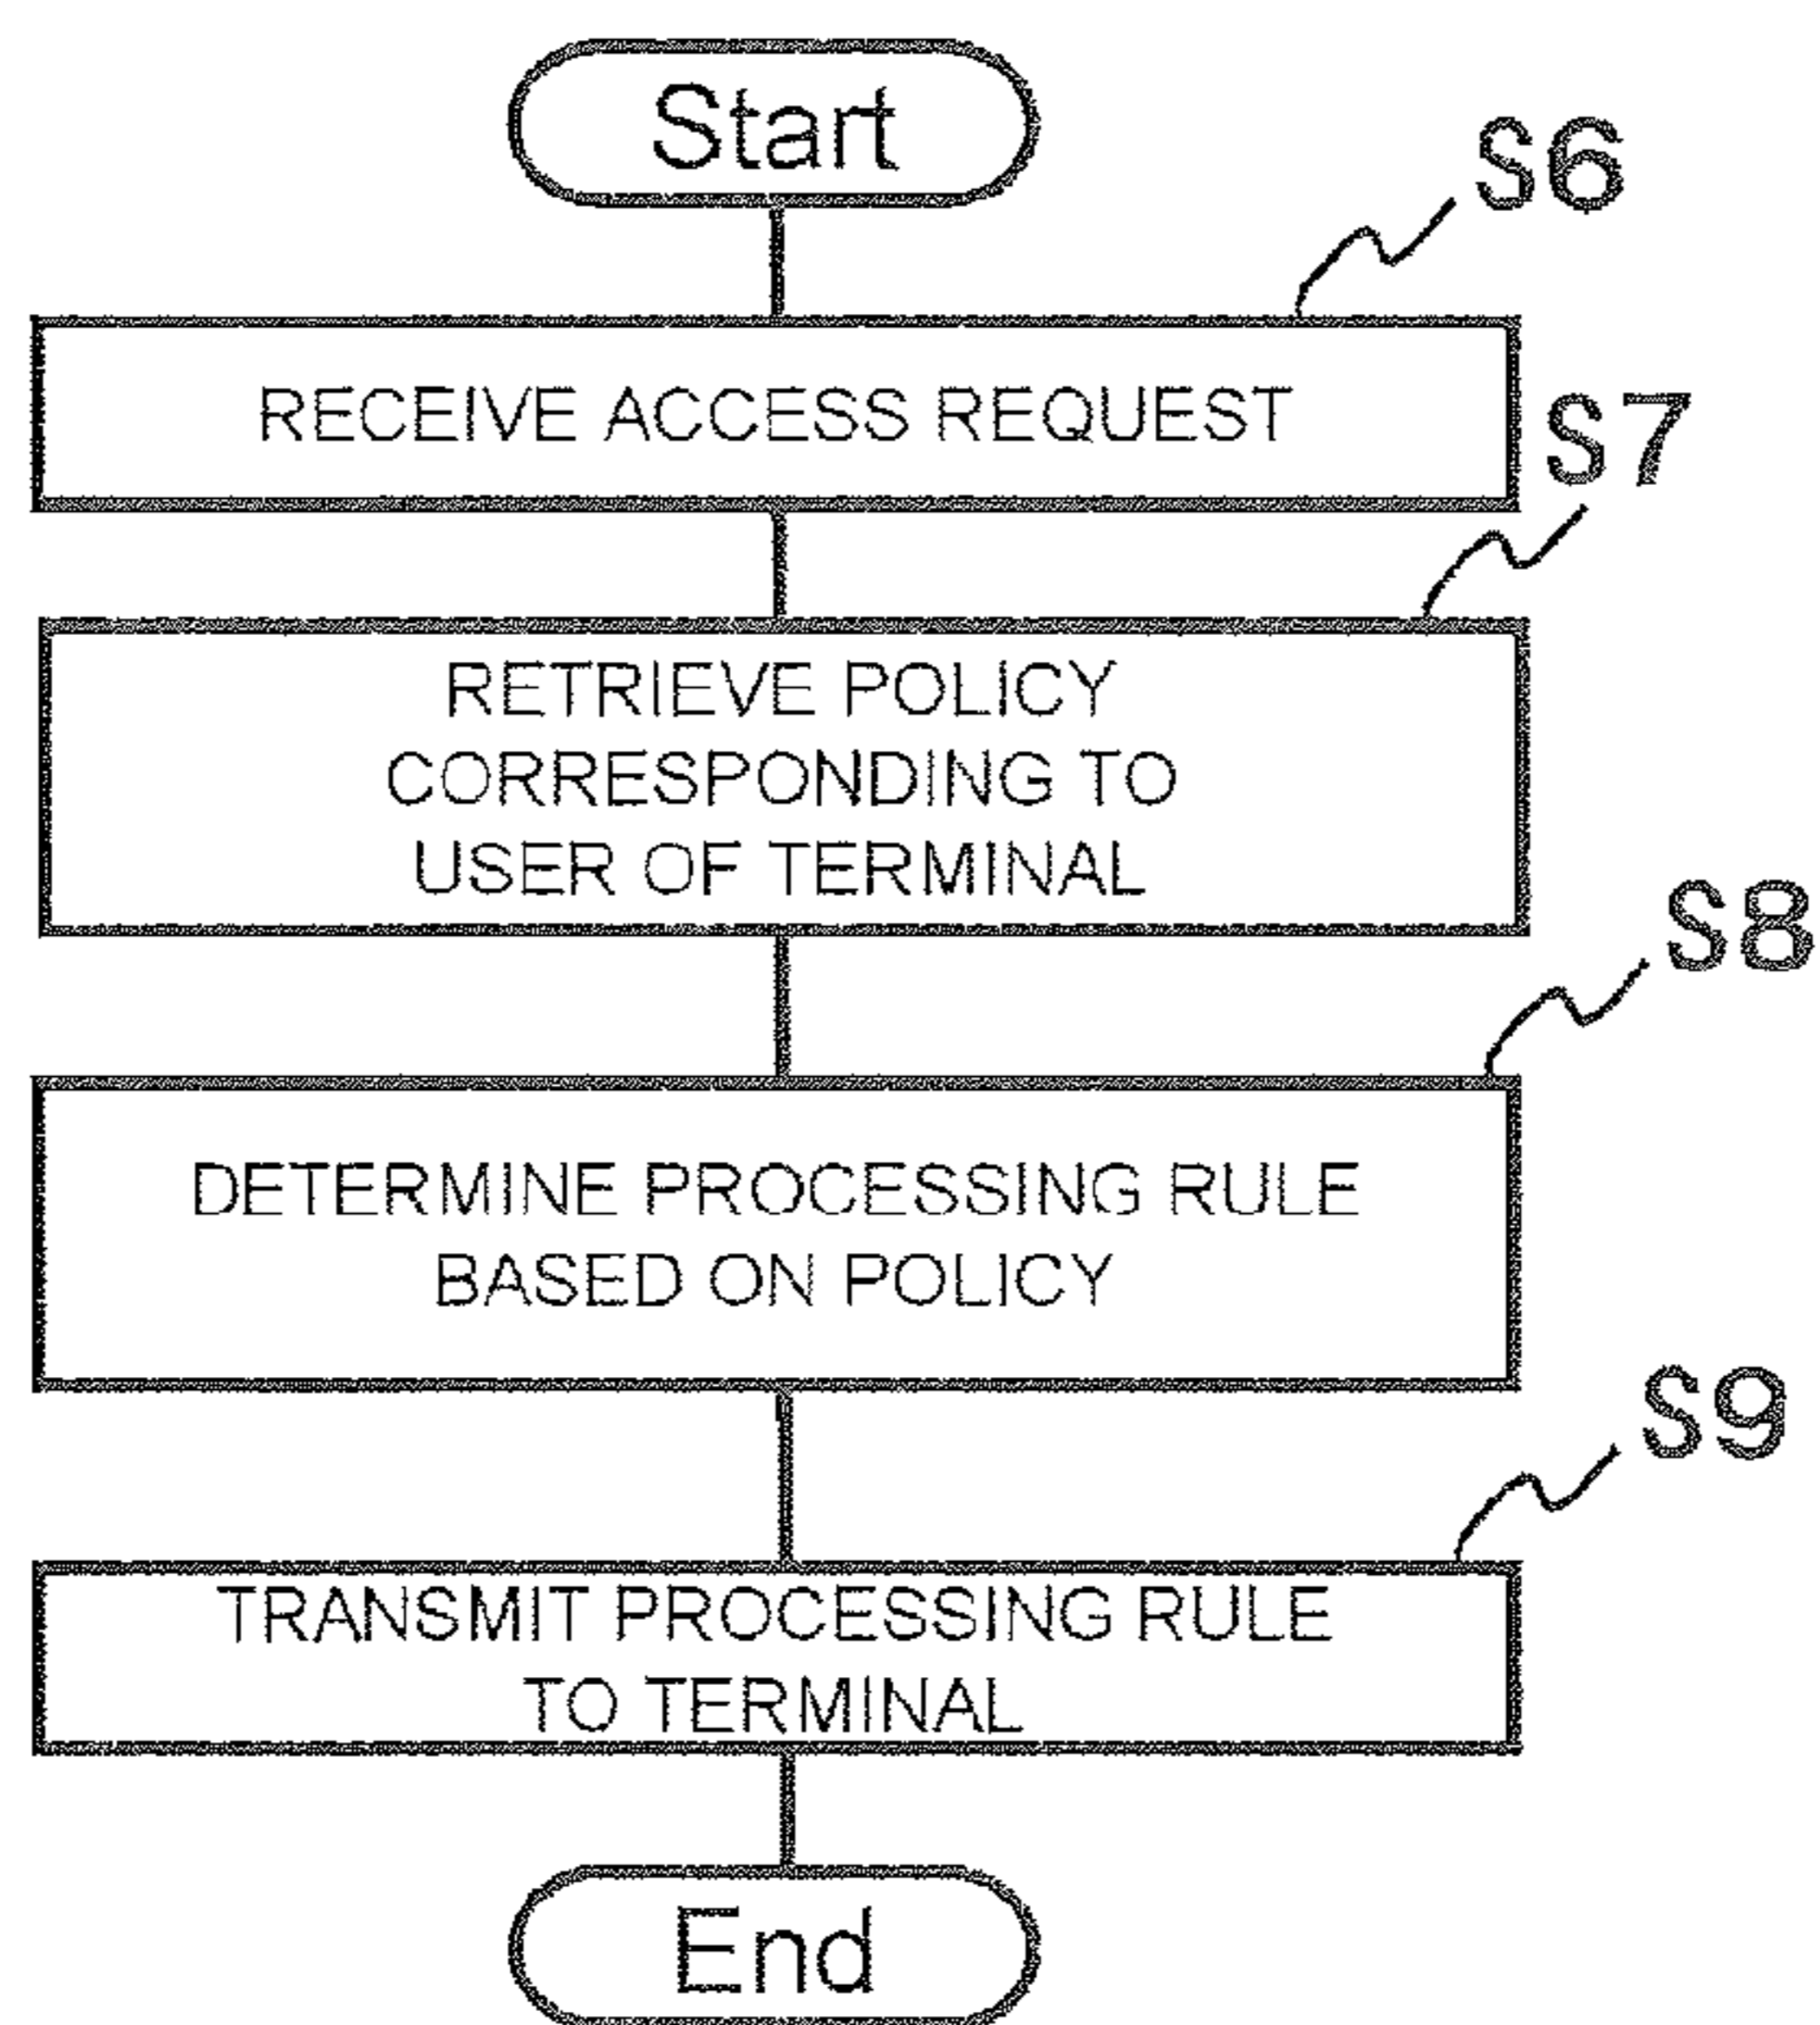 Start
S6
RECEIVE ACCESS REQUEST
S7
RETRIEVE POLICY
CORRESPONDING TO
USER OF TERMINAL
S8
DETERMINE PROCESSING RULE
BASED ON POLICY
S9
TRANSMIT PROCESSING RULE
TO TERMINAL
End